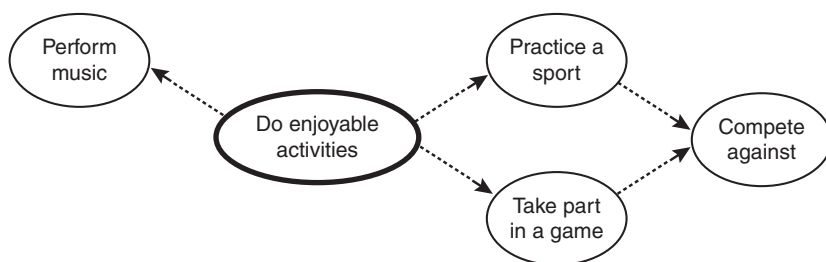 Perform
music
Do enjoyable
activities
Practice a
sport
Take part
in a game
Compete
against